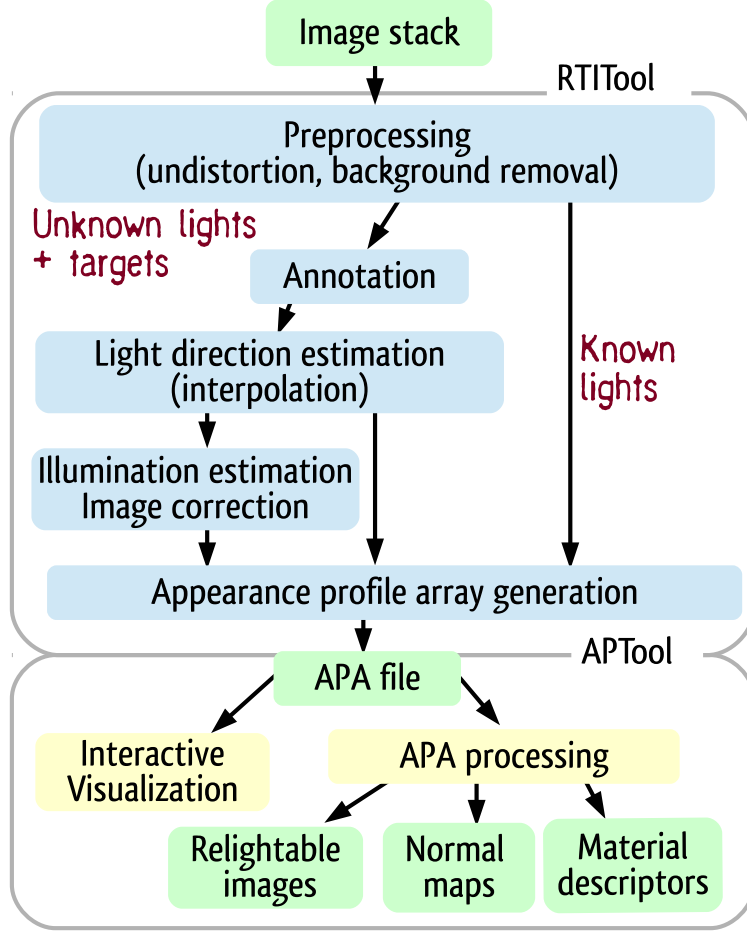 Image stack
RTITool
Preprocessing
(undistortion, background removal)
Unknown lights
+ targets
Annotation
Light direction estimation
(interpolation)
Known
lights
Illumination estimation
Image correction
Appearance profile array generation
APTool
APA file
Interactive
Visualization
APA processing
Relightable
images
Normal
maps
Material
descriptors